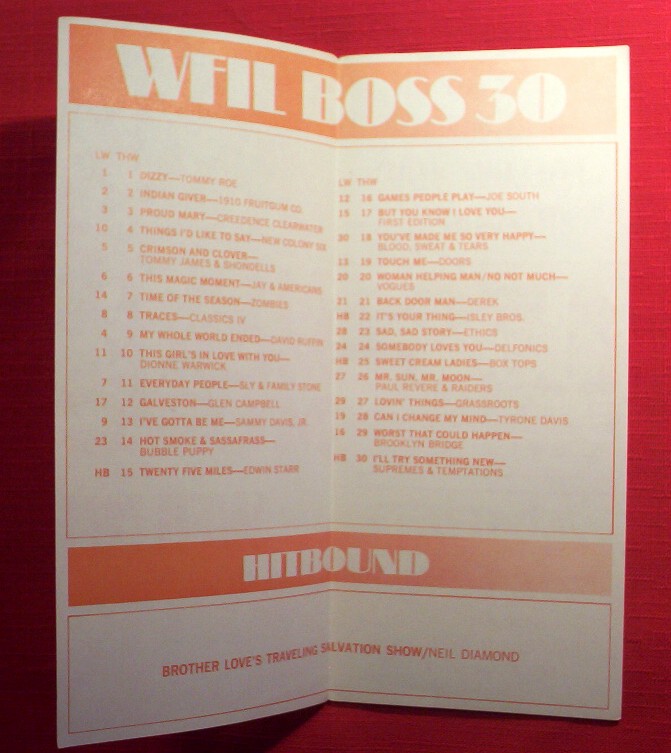 WFIL BOSS 30
LW THW
1 1 DIZZY—TOMMY ROE
2 2 INDIAN GIVER—1910 FRUITGUM CO.
3 3 PROUD MARY—CREEDENCE CLEARWATER
10 4 THINGS I'D LIKE TO SAY—NEW COLONY SIX
5 5 CRIMSON AND CLOVER—
TOMMY JAMES & SHONDELLS
6 6 THIS MAGIC MOMENT—JAY & AMERICANS
14 7 TIME OF THE SEASON—ZOMBIES
8 8 TRACES—CLASSICS IV
4 9 MY WHOLE WORLD ENDED—DAVID RUFFIN
11 10 THIS GIRL'S IN LOVE WITH YOU—
DIONNE WARWICK
7 11 EVERYDAY PEOPLE—SLY & FAMILY STONE
17 12 GALVESTON—GLEN CAMPBELL
9 13 I'VE GOTTA BE ME—SAMMY DAVIS, JR.
23 14 HOT SMOKE & SASSAFRASS—
BUBBLE PUPPY
HB 15 TWENTY FIVE MILES—EDWIN STARR
LW THW
12 16 GAMES PEOPLE PLAY—JOE SOUTH
15 17 BUT YOU KNOW I LOVE YOU—
FIRST EDITION
30 18 YOU'VE MADE ME SO VERY HAPPY—
BLOOD, SWEAT & TEARS
13 19 TOUCH ME—DOORS
20 20 WOMAN HELPING MAN/NO NOT MUCH—
VOGUES
21 21 BACK DOOR MAN—DEREK
HB 22 IT'S YOUR THING—ISLEY BROS.
28 23 SAD, SAD STORY—ETHICS
24 24 SOMEBODY LOVES YOU—DELFONICS
HB 25 SWEET CREAM LADIES—BOX TOPS
27 26 MR. SUN, MR. MOON—
PAUL REVERE & RAIDERS
29 27 LOVIN' THINGS—GRASSROOTS
19 28 CAN I CHANGE MY MIND—TYRONE DAVIS
16 29 WORST THAT COULD HAPPEN—
BROOKLYN BRIDGE
HB 30 I'LL TRY SOMETHING NEW—
SUPREMES & TEMPTATIONS
HITBOUND
BROTHER LOVE'S TRAVELING SALVATION SHOW/NEIL DIAMOND